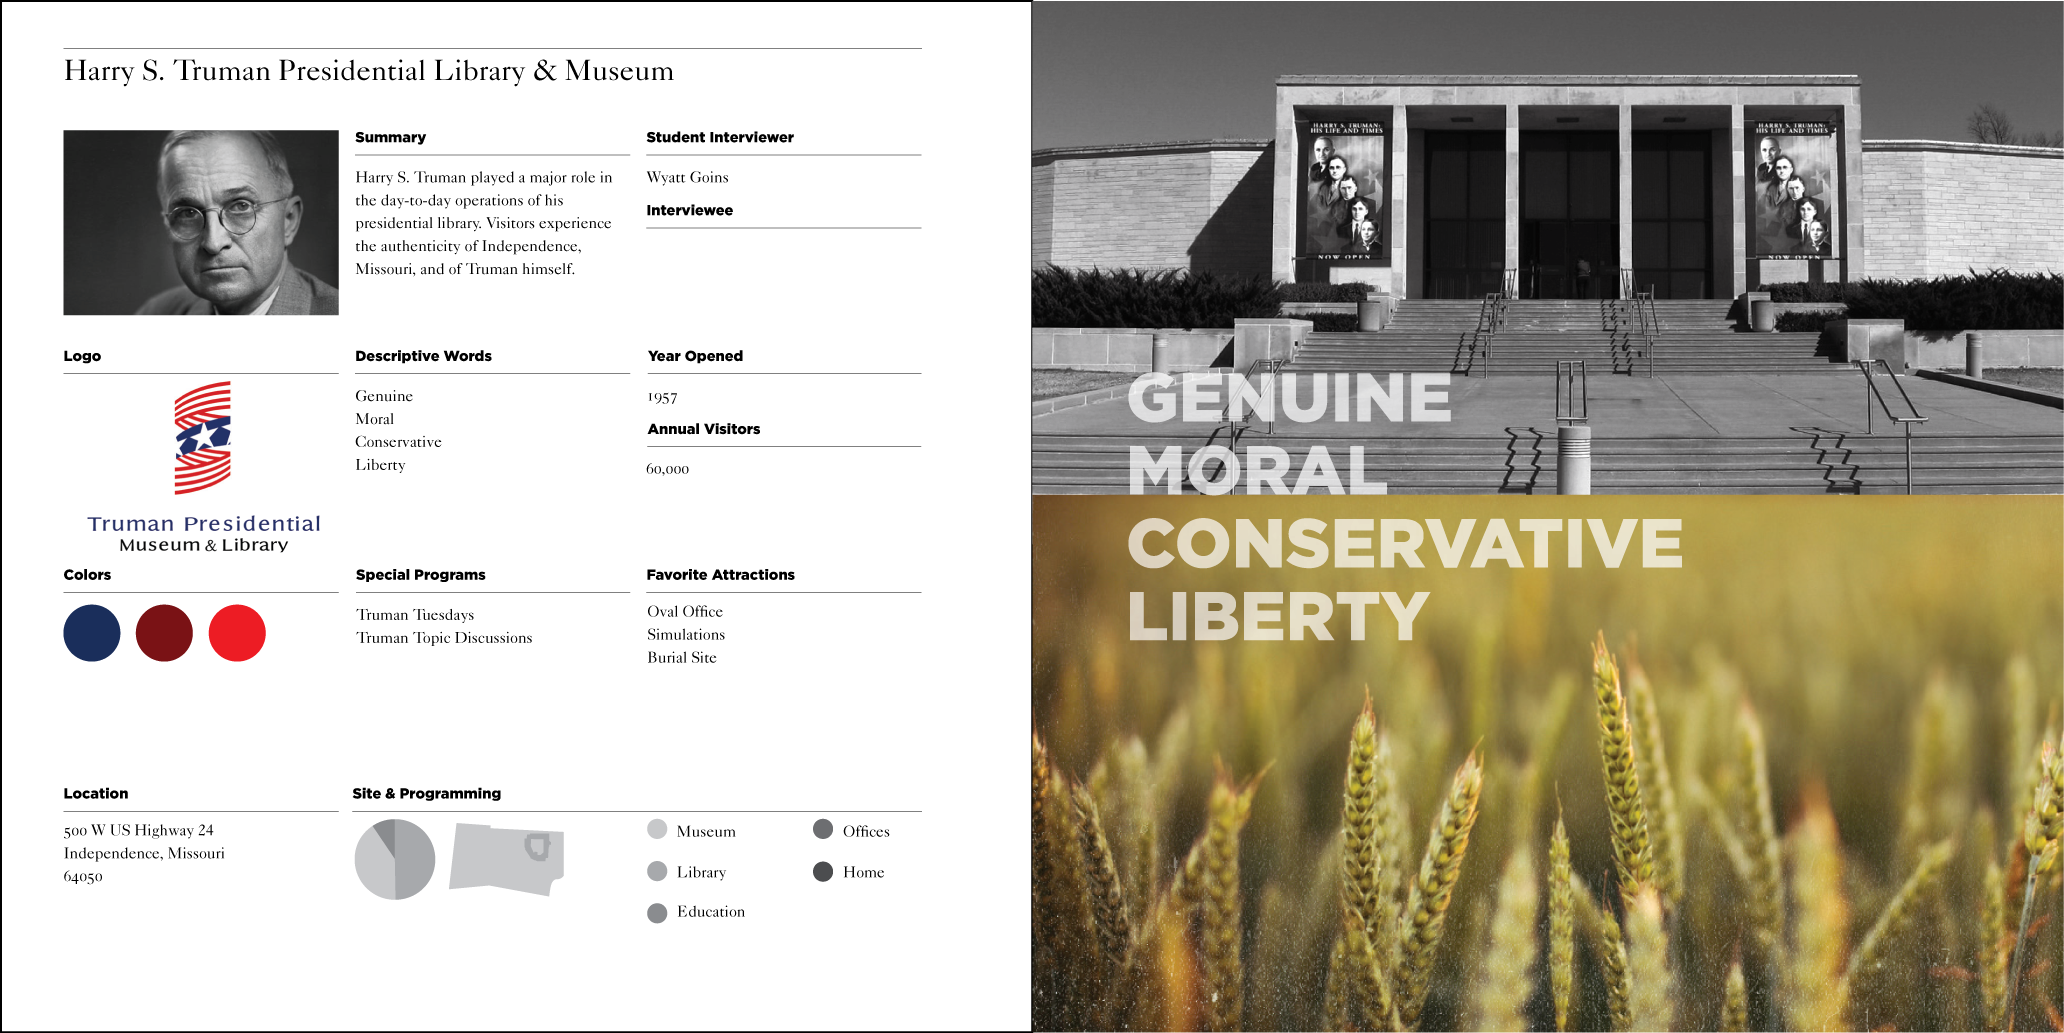 Harry S. Truman Presidential Library & Museum
Summary
Harry S. Truman played a major role in
the day-to-day operations of his
presidential library. Visitors experience
the authenticity of Independence,
Missouri, and of Truman himself.
Student Interviewer
Wyatt Goins
Interviewee
Logo
Truman Presidential
Museum & Library
Descriptive Words
Genuine
Moral
Conservative
Liberty
Year Opened
1957
Annual Visitors
60,000
Colors
Special Programs
Truman Tuesdays
Truman Topic Discussions
Favorite Attractions
Oval Office
Simulations
Burial Site
Location
500 W US Highway 24
Independence, Missouri
64050
Site & Programming
Museum
Library
Education
Offices
Home
HARRY S. TRUMAN:
HIS LIFE AND TIMES
NOW OPEN
HARRY S. TRUMAN:
HIS LIFE AND TIMES
NOW OPEN
GENUINE
MORAL
CONSERVATIVE
LIBERTY